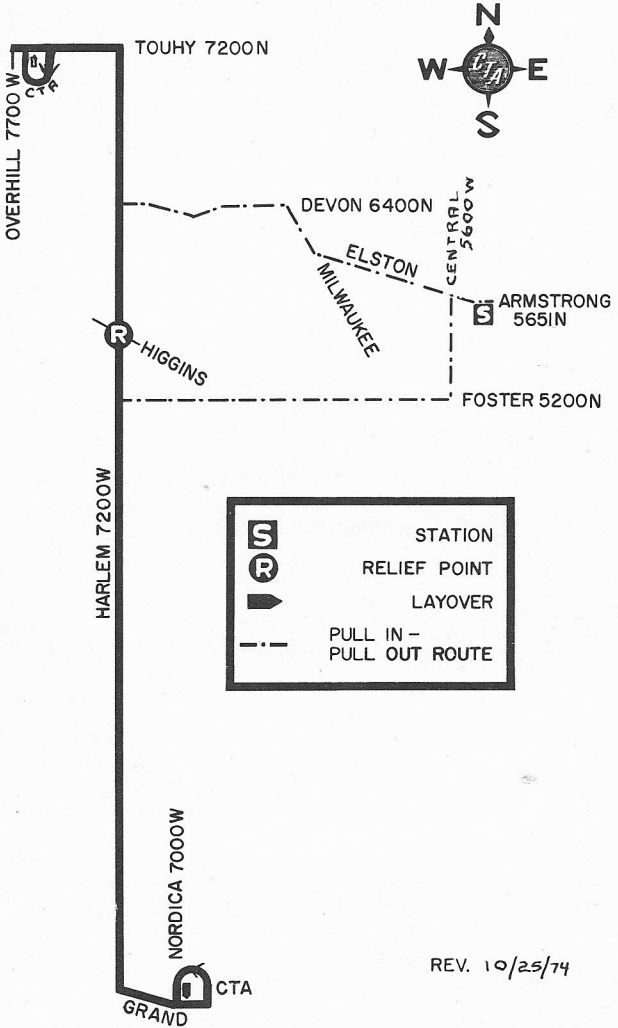 N
W CTA E
S
TOUHY 7200N
CTA
OVERHILL 7700 W
DEVON 6400N
CENTRAL
5600 W
ELSTON
MILWAUKEE
ARMSTRONG
5651N
S
R
HIGGINS
FOSTER 5200N
HARLEM 7200W
S STATION
R RELIEF POINT
LAYOVER
PULL IN –
PULL OUT ROUTE
NORDICA 7000W
CTA
GRAND
REV. 10/25/74